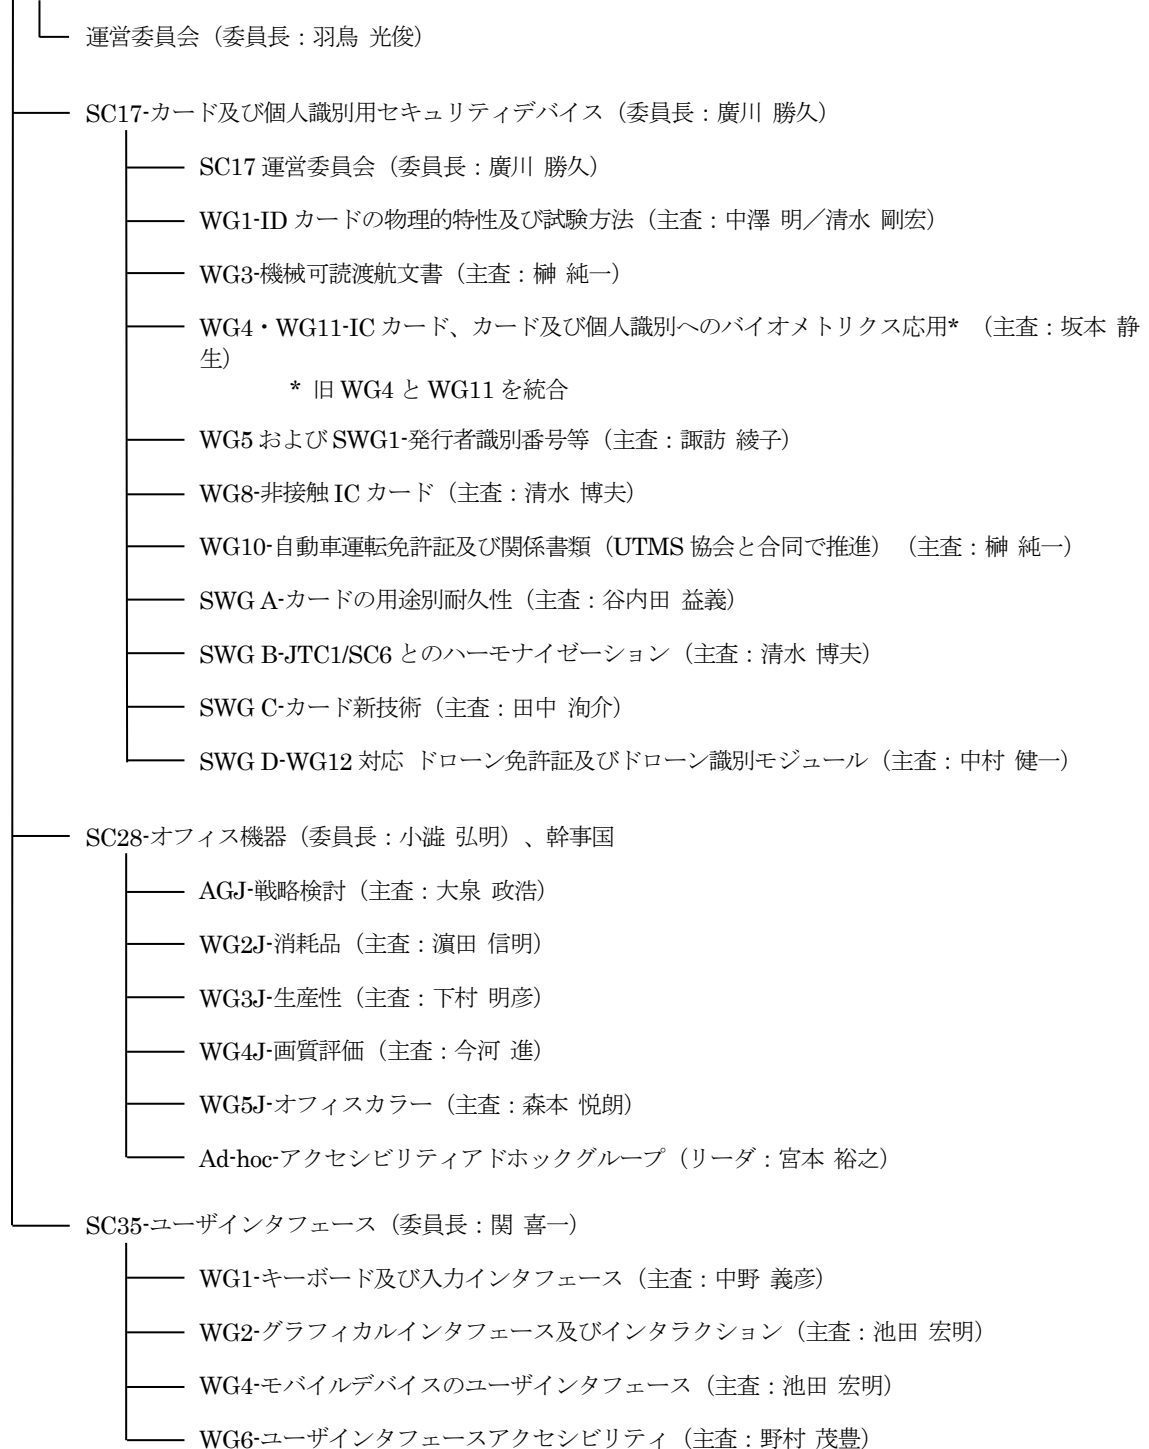 運営委員会（委員長：羽鳥 光俊）
SC17-カード及び個人識別用セキュリティデバイス（委員長：廣川 勝久）
SC17 運営委員会（委員長：廣川 勝久）
WG1-ID カードの物理的特性及び試験方法（主査：中澤 明／清水 剛宏）
WG3-機械可読渡航文書（主査：榊 純一）
WG4・WG11-IC カード、カード及び個人識別へのバイオメトリクス応用* （主査：坂本 静
生）
* 旧 WG4 と WG11 を統合
WG5 および SWG1-発行者識別番号等（主査：諏訪 綾子）
WG8-非接触 IC カード（主査：清水 博夫）
WG10-自動車運転免許証及び関係書類（UTMS 協会と合同で推進）（主査：榊 純一）
SWG A-カードの用途別耐久性（主査：谷内田 益義）
SWG B-JTC1/SC6 とのハーモナイゼーション（主査：清水 博夫）
SWG C-カード新技術（主査：田中 洵介）
SWG D-WG12 対応 ドローン免許証及びドローン識別モジュール（主査：中村 健一）
SC28-オフィス機器（委員長：小澁 弘明）、幹事国
AGJ-戦略検討（主査：大泉 政浩）
WG2J-消耗品（主査：濵田 信明）
WG3J-生産性（主査：下村 明彦）
WG4J-画質評価（主査：今河 進）
WG5J-オフィスカラー（主査：森本 悦朗）
Ad-hoc-アクセシビリティアドホックグループ（リーダ：宮本 裕之）
SC35-ユーザインタフェース（委員長：関 喜一）
WG1-キーボード及び入力インタフェース（主査：中野 義彦）
WG2-グラフィカルインタフェース及びインタラクション（主査：池田 宏明）
WG4-モバイルデバイスのユーザインタフェース（主査：池田 宏明）
WG6-ユーザインタフェースアクセシビリティ（主査：野村 茂豊）